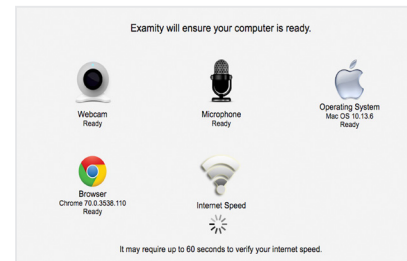 Examity will ensure your computer is ready.
Webcam
Ready
Microphone
Ready
Operating System
Mac OS 10.13.6
Ready
Browser
Chrome 70.0.3538.110
Ready
Internet Speed
It may require up to 60 seconds to verify your internet speed.